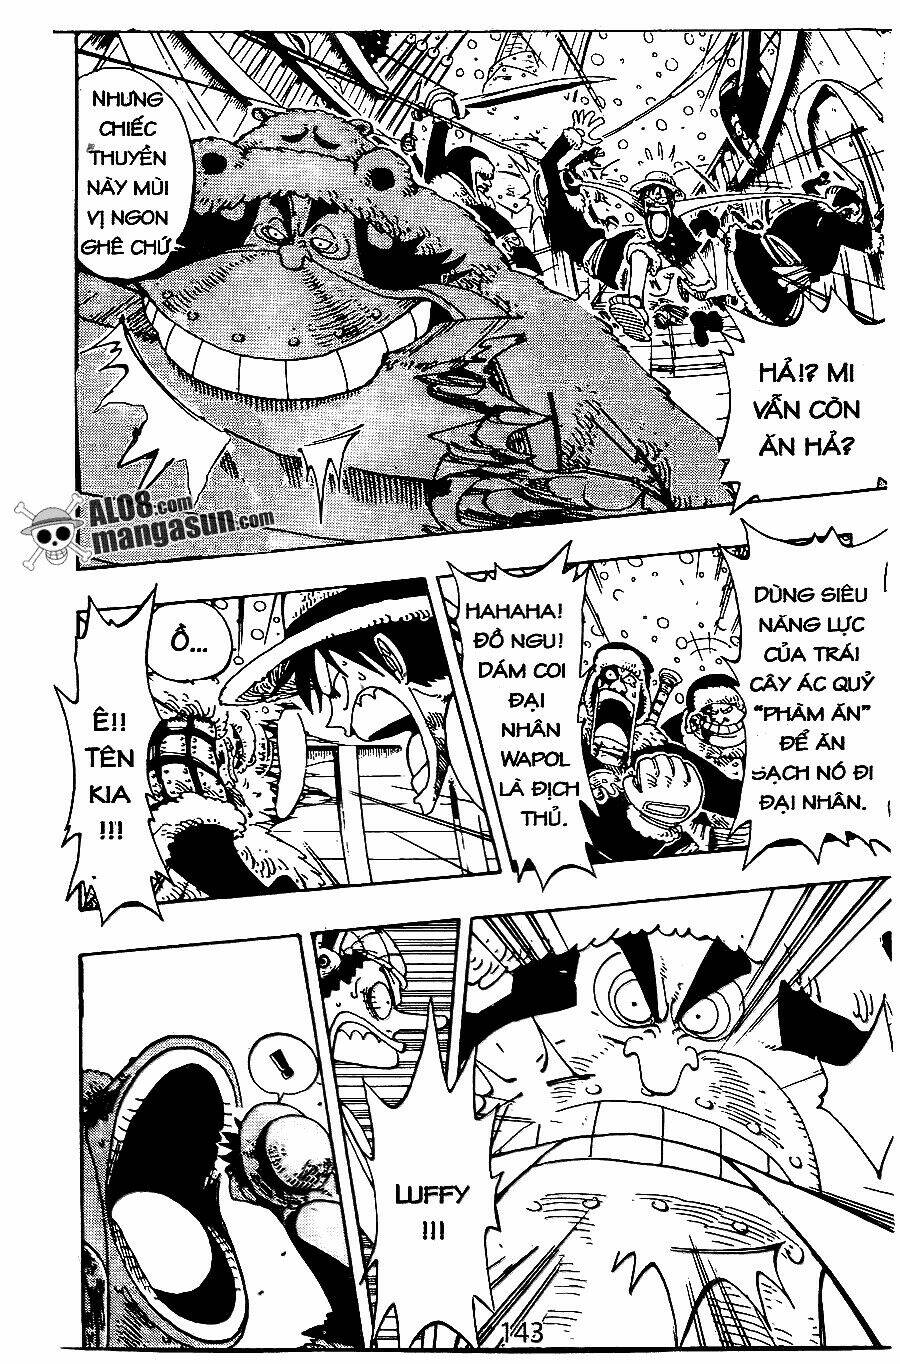 NHƯNG
CHIẾC
THUYỀN
NÀY MÙI
VỊ NGON
GHÊ CHỨ
HẢ!? MI
VẪN CÒN
ĂN HẢ?
AL08.com
mangasun.com
DÙNG SIÊU
NĂNG LỰC
CỦA TRÁI
CÂY ÁC QUỶ
“PHÀM ĂN”
ĐỂ ĂN
SẠCH NÓ ĐI
ĐẠI NHÂN.
HAHAHA!
ĐỒ NGU!
DÁM COI
ĐẠI
NHÂN
WAPOL
LÀ ĐỊCH
THỦ.
Ồ...
Ê!!
TÊN
KIA
!!!
LUFFY
!!!
!
143